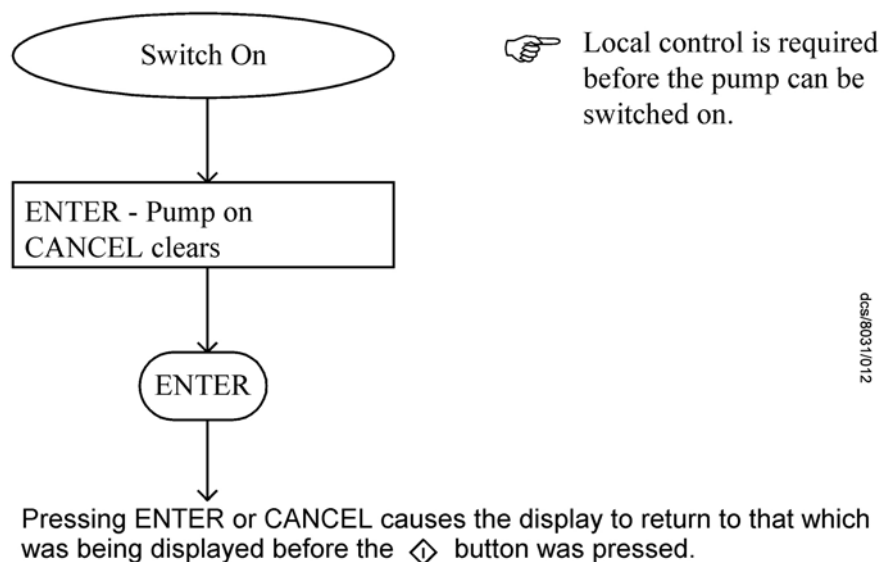 Switch On
Local control is required
before the pump can be
switched on.
ENTER - Pump on
CANCEL clears
ENTER
dcs/8031/012
Pressing ENTER or CANCEL causes the display to return to that which
was being displayed before the button was pressed.